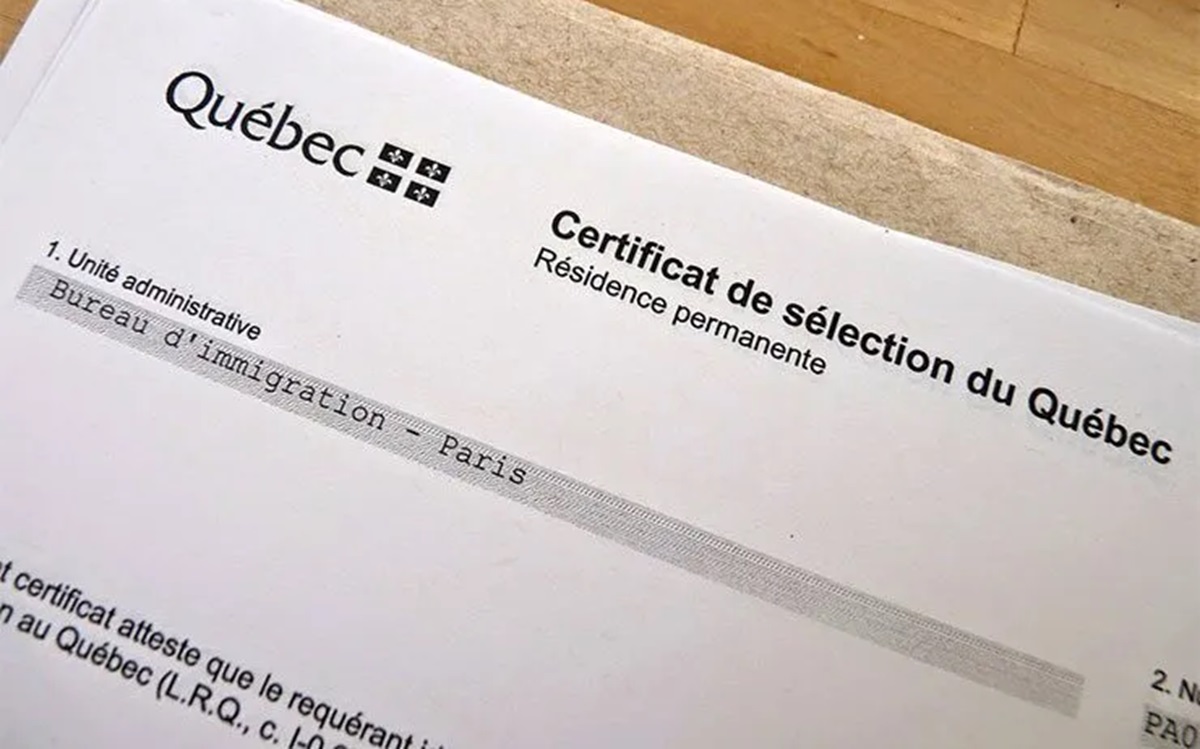 Québec
Certificat de sélection du Québec
Résidence permanente
1. Unité administrative
Bureau d'immigration - Paris
certificat atteste que le requérant
au Québec (L.R.Q., c.
2.